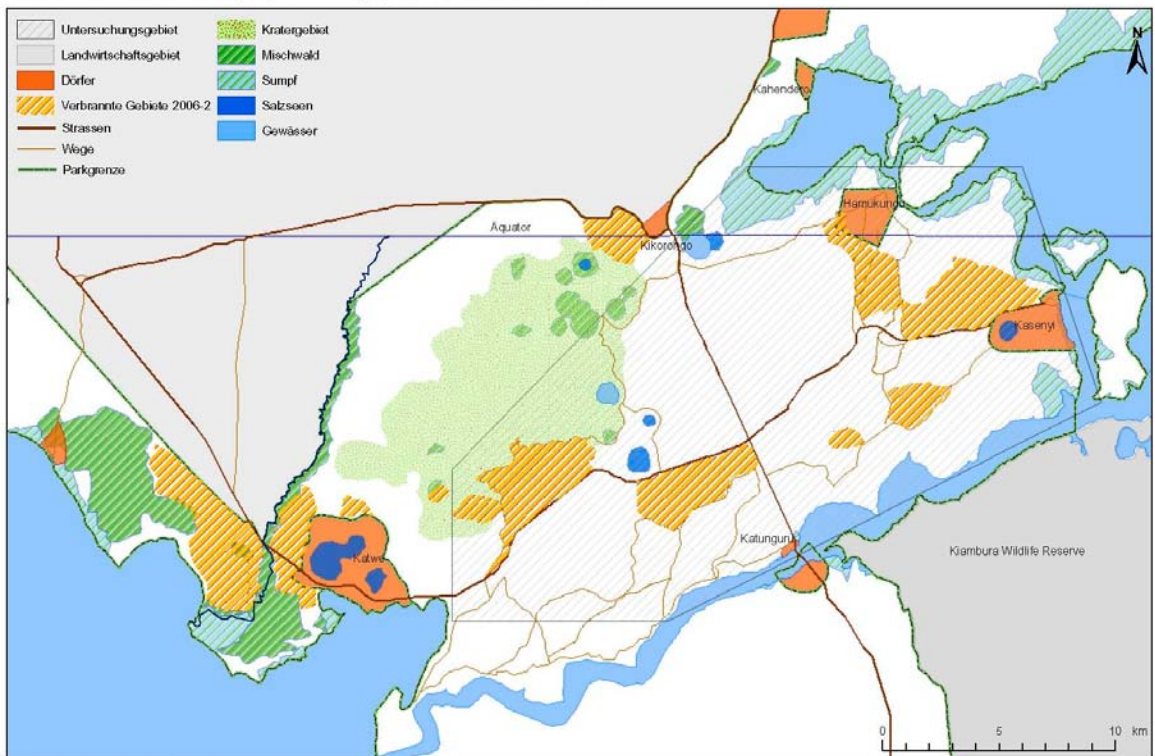 Untersuchungsgebiet
Landwirtschaftsgebiet
Dörfer
Verbrannte Gebiete 2006-2
Strassen
Wege
Parkgrenze
Kratergebiet
Mischwald
Sumpf
Salzseen
Gewässer
N
Kahendero
Hamukungu
Äquator
Kikorongo
Kasenyi
Katwe
Katunguru
Kiambura Wildlife Reserve
0 5 10 km